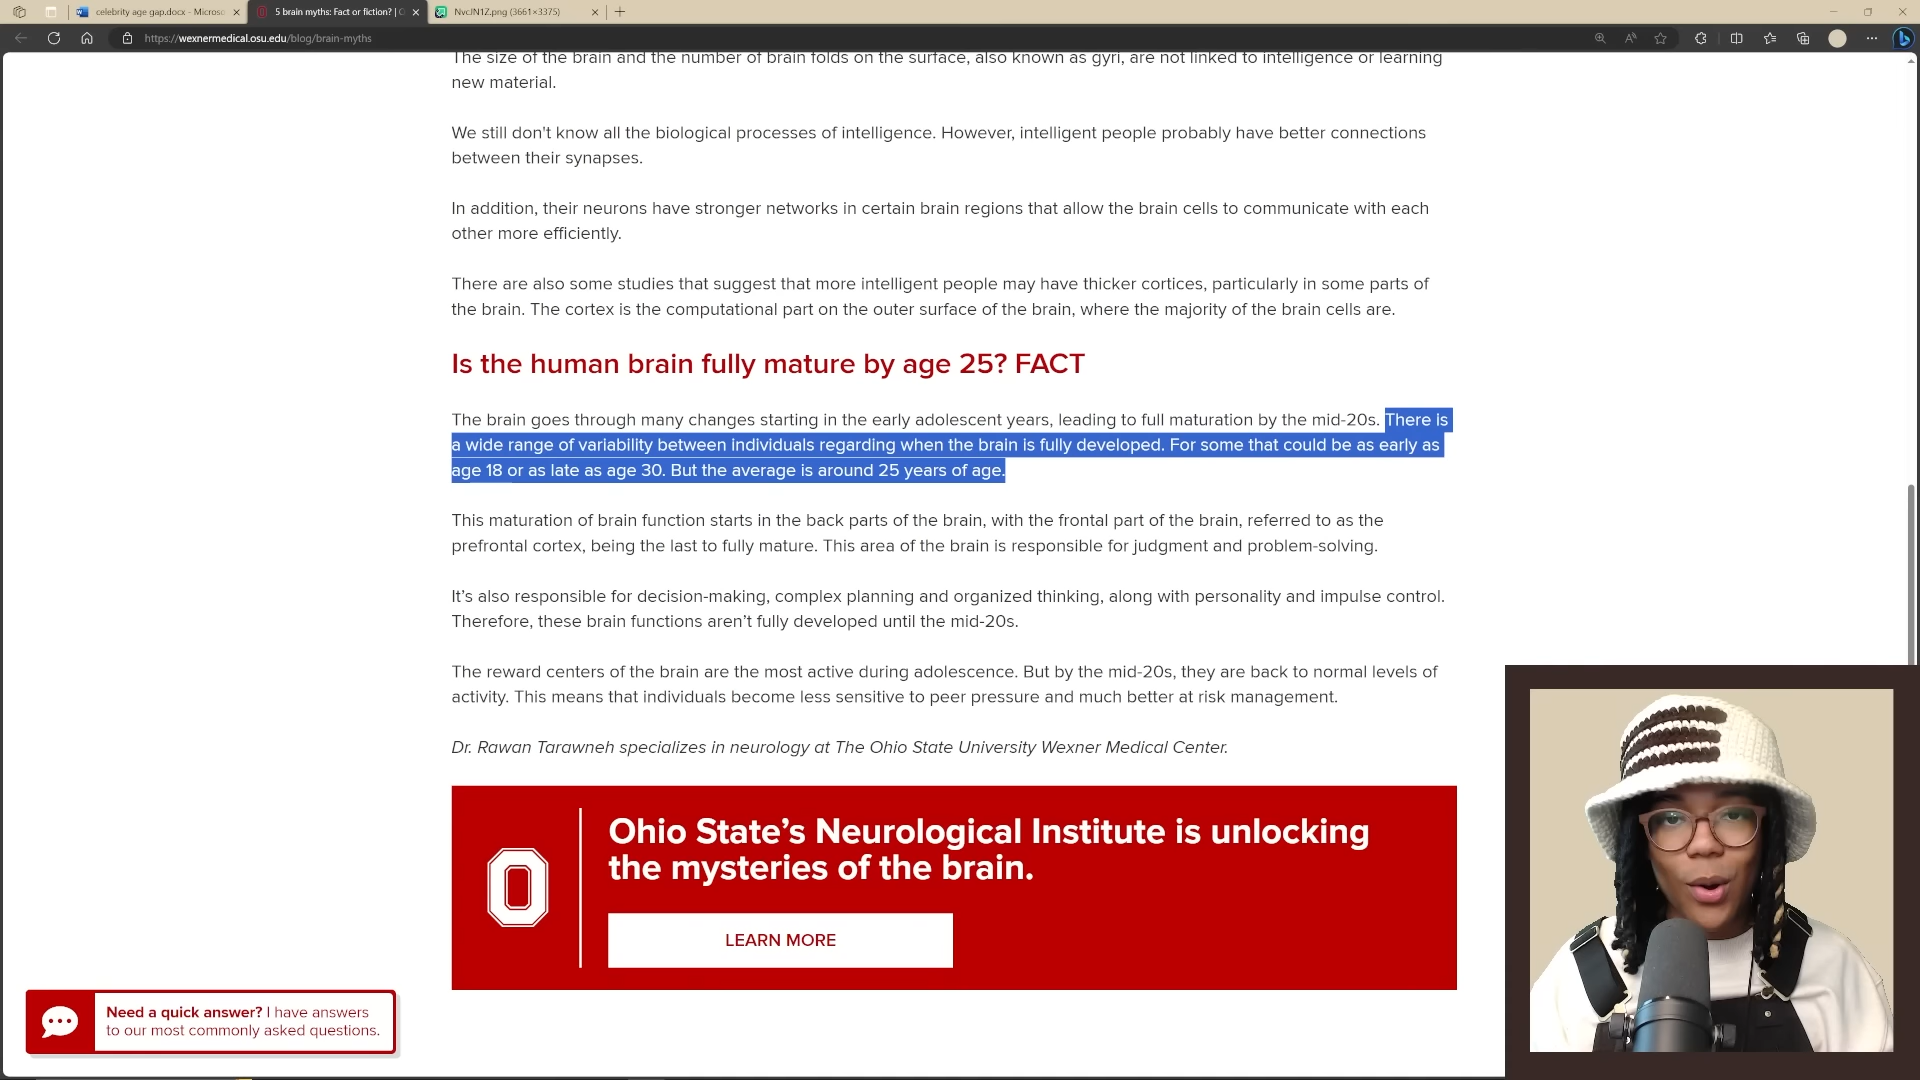 celebrity age gap.docx - Microso
5 brain myths: Fact or fiction? |
NvcJN1Z.png (3661×3375)
https://wexnermedical.osu.edu/blog/brain-myths
The size of the brain and the number of brain folds on the surface, also known as gyri, are not linked to intelligence or learning
new material.
We still don't know all the biological processes of intelligence. However, intelligent people probably have better connections
between their synapses.
In addition, their neurons have stronger networks in certain brain regions that allow the brain cells to communicate with each
other more efficiently.
There are also some studies that suggest that more intelligent people may have thicker cortices, particularly in some parts of
the brain. The cortex is the computational part on the outer surface of the brain, where the majority of the brain cells are.
Is the human brain fully mature by age 25? FACT
The brain goes through many changes starting in the early adolescent years, leading to full maturation by the mid-20s. There is
a wide range of variability between individuals regarding when the brain is fully developed. For some that could be as early as
age 18 or as late as age 30. But the average is around 25 years of age.
This maturation of brain function starts in the back parts of the brain, with the frontal part of the brain, referred to as the
prefrontal cortex, being the last to fully mature. This area of the brain is responsible for judgment and problem-solving.
It's also responsible for decision-making, complex planning and organized thinking, along with personality and impulse control.
Therefore, these brain functions aren't fully developed until the mid-20s.
The reward centers of the brain are the most active during adolescence. But by the mid-20s, they are back to normal levels of
activity. This means that individuals become less sensitive to peer pressure and much better at risk management.
Dr. Rawan Tarawneh specializes in neurology at The Ohio State University Wexner Medical Center.
Ohio State's Neurological Institute is unlocking
the mysteries of the brain.
LEARN MORE
Need a quick answer? I have answers
to our most commonly asked questions.